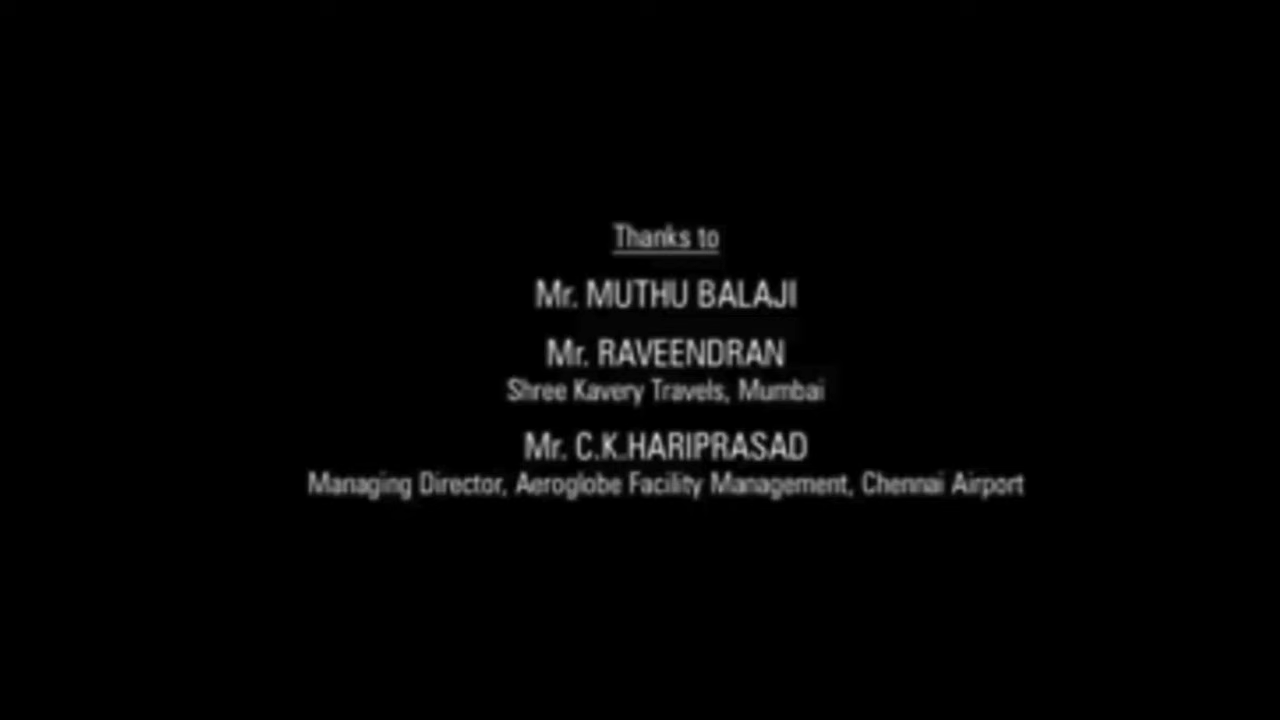 Thanks to
Mr. MUTHU BALAJI
Mr. RAVEENDRAN
Shree Kavery Travels, Mumbai
Mr. C.K.HARIPRASAD
Managing Director, Aeroglobe Facility Management, Chennai Airport